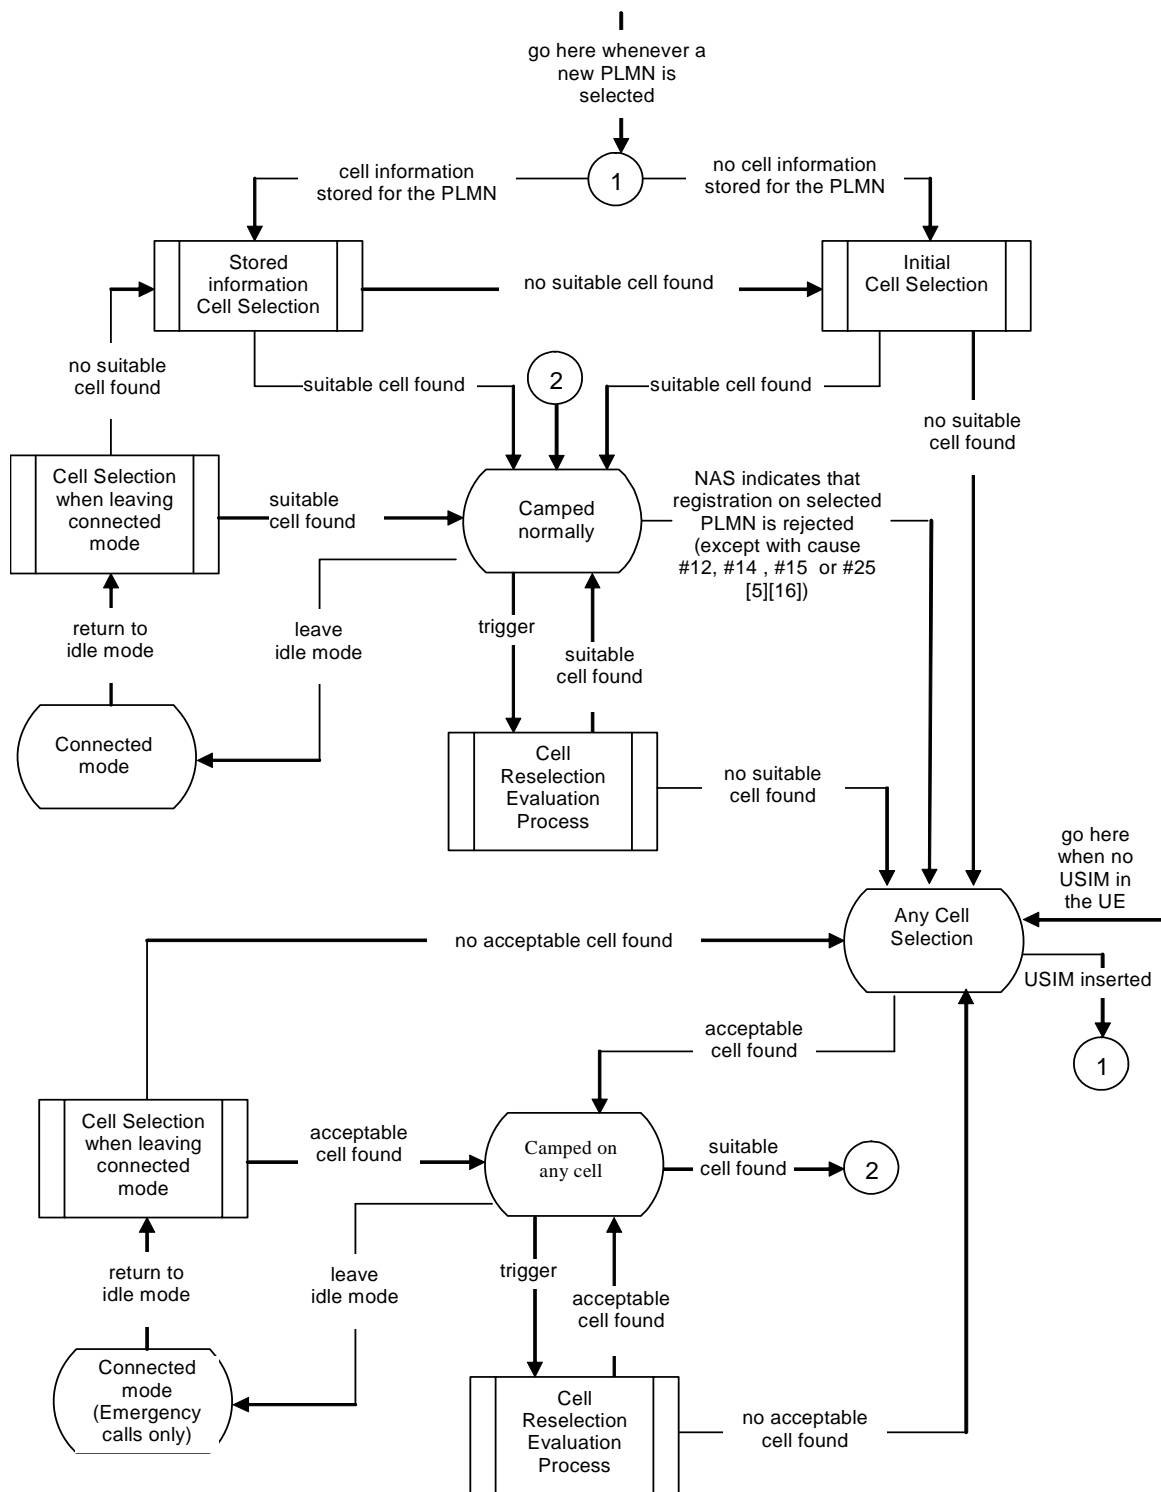 go here whenever a
new PLMN is
selected
1
cell information
stored for the PLMN
no cell information
stored for the PLMN
Stored
information
Cell Selection
no suitable cell found
Initial
Cell Selection
no suitable
cell found
suitable cell found
2
suitable cell found
no suitable
cell found
Cell Selection
when leaving
connected
mode
suitable
cell found
Camped
normally
NAS indicates that
registration on selected
PLMN is rejected
(except with cause
#12, #14 , #15 or #25
[5][16])
return to
idle mode
leave
idle mode
trigger
suitable
cell found
Connected
mode
Cell
Reselection
Evaluation
Process
no suitable
cell found
go here
when no
USIM in
the UE
Any Cell
Selection
no acceptable cell found
USIM inserted
1
acceptable
cell found
Cell Selection
when leaving
connected
mode
acceptable
cell found
Camped on
any cell
suitable
cell found
2
return to
idle mode
leave
idle mode
trigger
acceptable
cell found
Connected
mode
(Emergency
calls only)
Cell
Reselection
Evaluation
Process
no acceptable
cell found